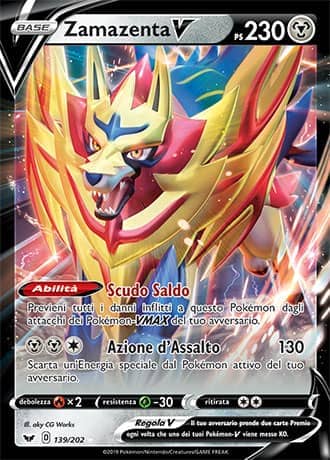 BASE
Zamazenta V
PS 230
Abilità Scudo Saldo
Previeni tutti i danni inflitti a questo Pokémon dagli
attacchi dei Pokémon-VMAX del tuo avversario.
Azione d'Assalto 130
Scarta un'Energia speciale dal Pokémon attivo del tuo
avversario.
debolezza ×2 resistenza -30 ritirata
Ill. aky CG Works
D 139/202
Regola V Il tuo avversario prende due carte Premio
ogni volta che uno dei tuoi Pokémon-V viene messo KO.
©2019 Pokémon/Nintendo/Creatures/GAME FREAK